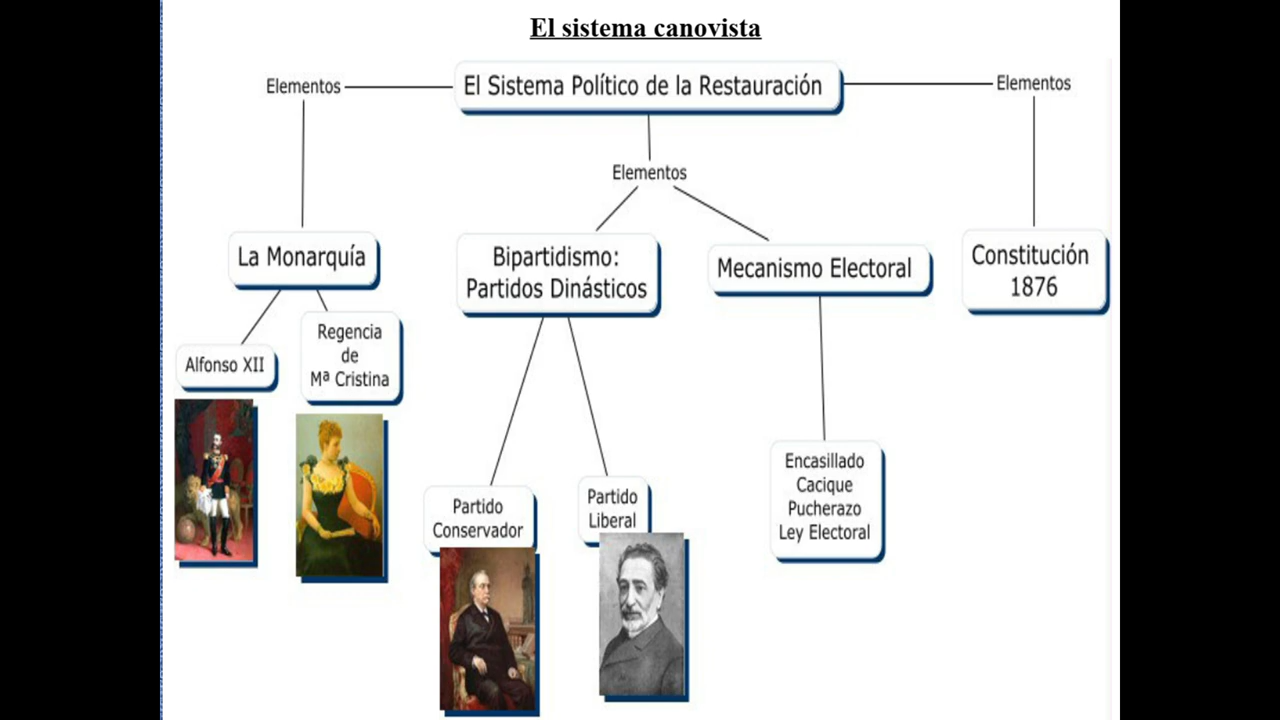 El sistema canovista
Elementos
El Sistema Político de la Restauración
Elementos
Elementos
La Monarquía
Bipartidismo:
Partidos Dinásticos
Mecanismo Electoral
Constitución
1876
Alfonso XII
Regencia
de
Mª Cristina
Partido
Conservador
Partido
Liberal
Encasillado
Cacique
Pucherazo
Ley Electoral